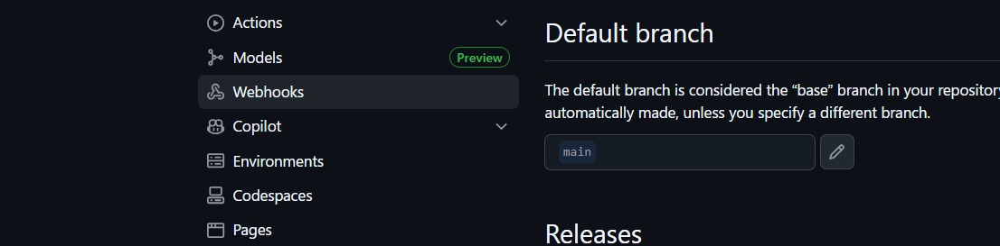 Actions
Models
Preview
Webhooks
Copilot
Environments
Codespaces
Pages
Default branch
The default branch is considered the “base” branch in your repository
automatically made, unless you specify a different branch.
main
Releases